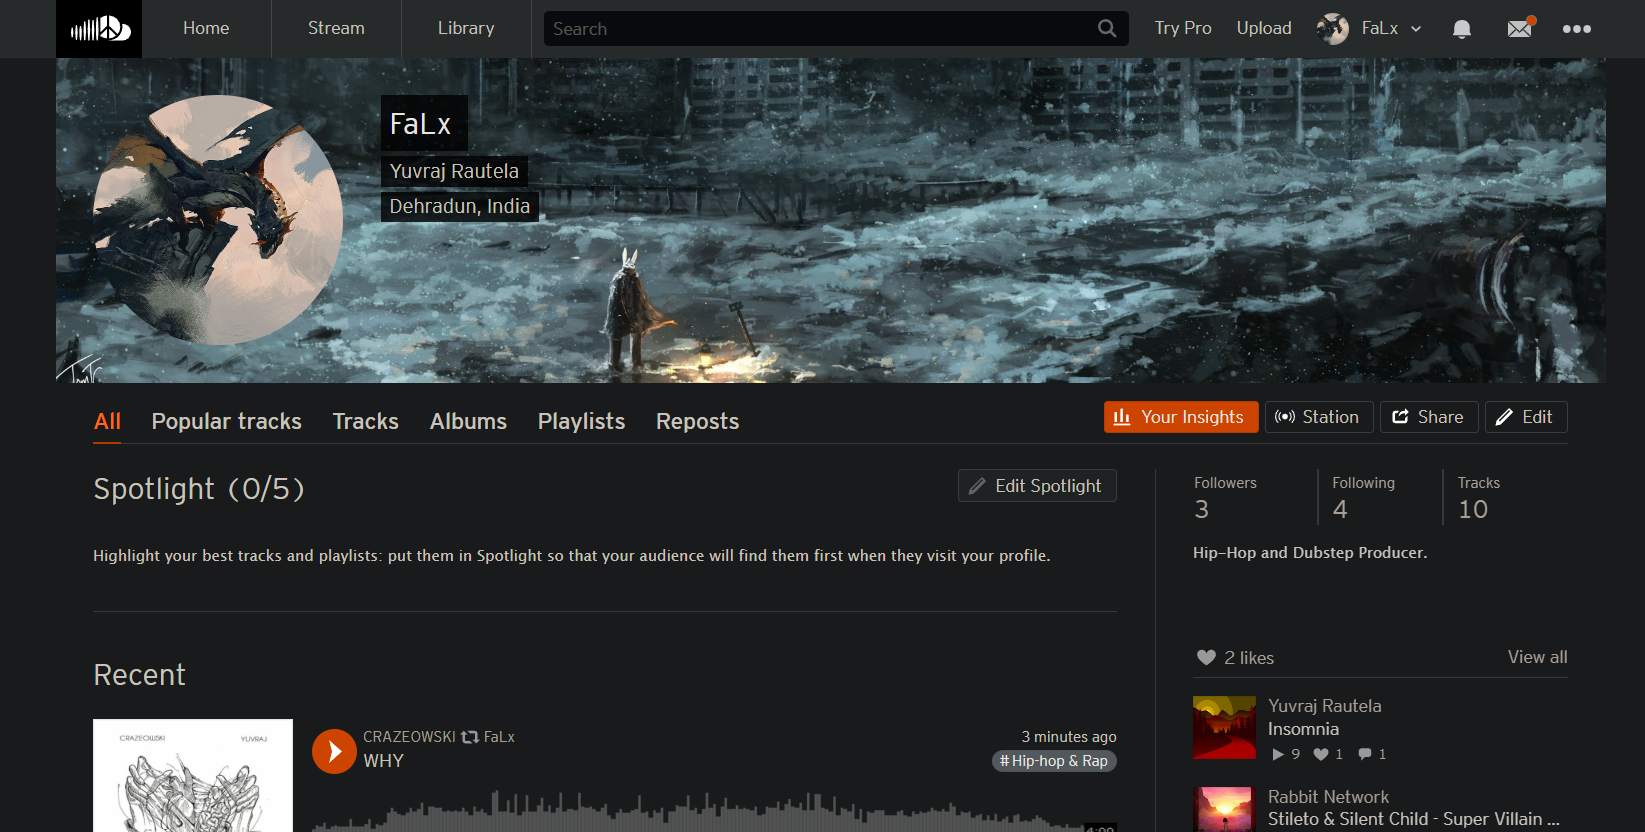 Home
Stream
Library
Search
Try Pro
Upload
FaLx
FaLx
Yuvraj Rautela
Dehradun, India
All
Popular tracks
Tracks
Albums
Playlists
Reposts
Your Insights
Station
Share
Edit
Spotlight (0/5)
Edit Spotlight
Highlight your best tracks and playlists: put them in Spotlight so that your audience will find them first when they visit your profile.
Followers
3
Following
4
Tracks
10
Hip-Hop and Dubstep Producer.
2 likes
View all
Yuvraj Rautela
Insomnia
9
1
1
Rabbit Network
Stileto & Silent Child - Super Villain ...
Recent
CRAZEOWSKI
YUVRAJ
CRAZEOWSKI FaLx
WHY
3 minutes ago
# Hip-hop & Rap